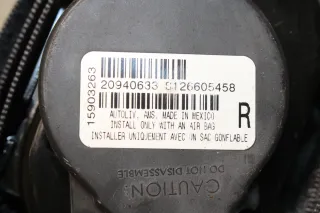 20940633 S126605458
15903263
AUTOLIV, AMS. MADE IN MEXICO
INSTALL ONLY WITH AN AIR BAG
INSTALLER UNIQUEMENT AVEC UN SAC GONFLABLE
R
CAUTION
DO NOT DISASSEMBLE